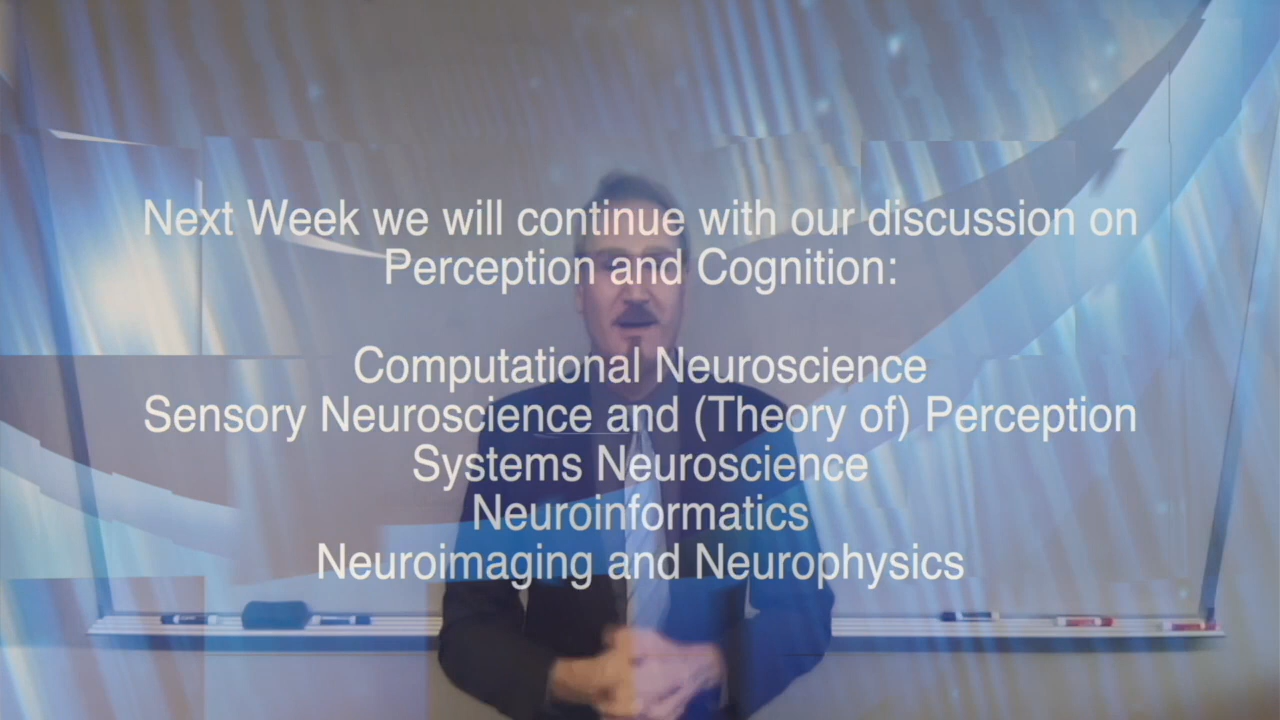 Next Week we will continue with our discussion on
Perception and Cognition:
Computational Neuroscience
Sensory Neuroscience and (Theory of) Perception
Systems Neuroscience
Neuroinformatics
Neuroimaging and Neurophysics